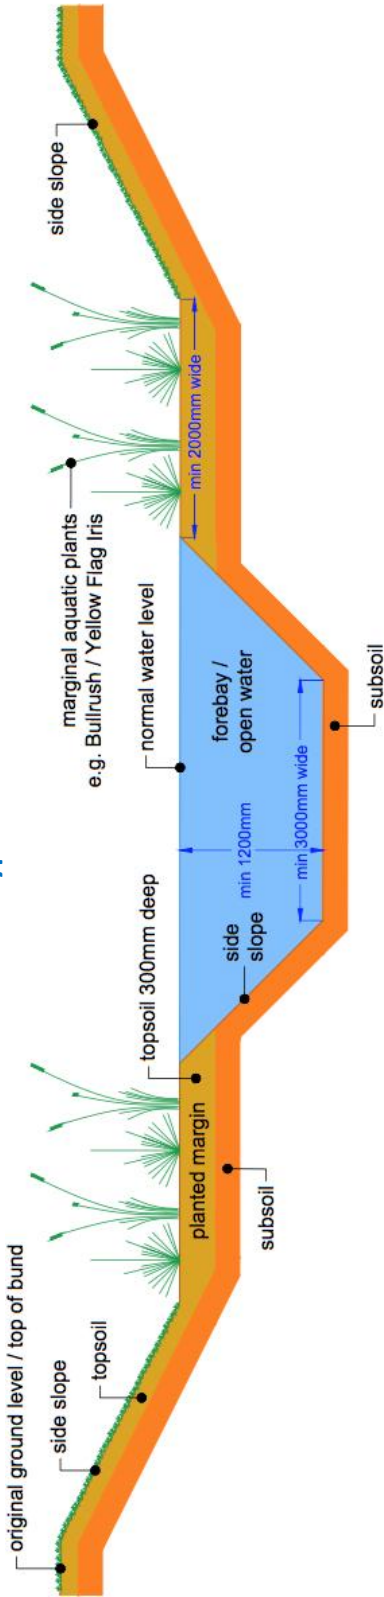 original ground level / top of bund
side slope
topsoil
planted margin
subsoil
topsoil 300mm deep
side
slope
min 1200mm
min 3000mm wide
forebay /
open water
normal water level
marginal aquatic plants
e.g. Bullrush / Yellow Flag Iris
min 2000mm wide
subsoil
side slope